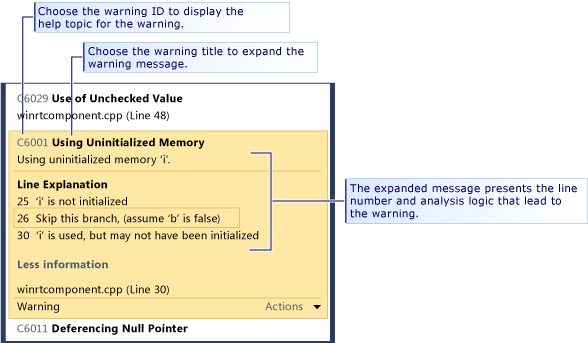 Choose the warning ID to display the
help topic for the warning.
Choose the warning title to expand the
warning message.
C6029 Use of Unchecked Value
winrtcomponent.cpp (Line 48)
C6001 Using Uninitialized Memory
Using uninitialized memory 'i'.
Line Explanation
25 'i' is not initialized
26 Skip this branch, (assume 'b' is false)
30 'i' is used, but may not have been initialized
The expanded message presents the line
number and analysis logic that lead to
the warning.
Less information
winrtcomponent.cpp (Line 30)
Warning Actions
C6011 Deferencing Null Pointer